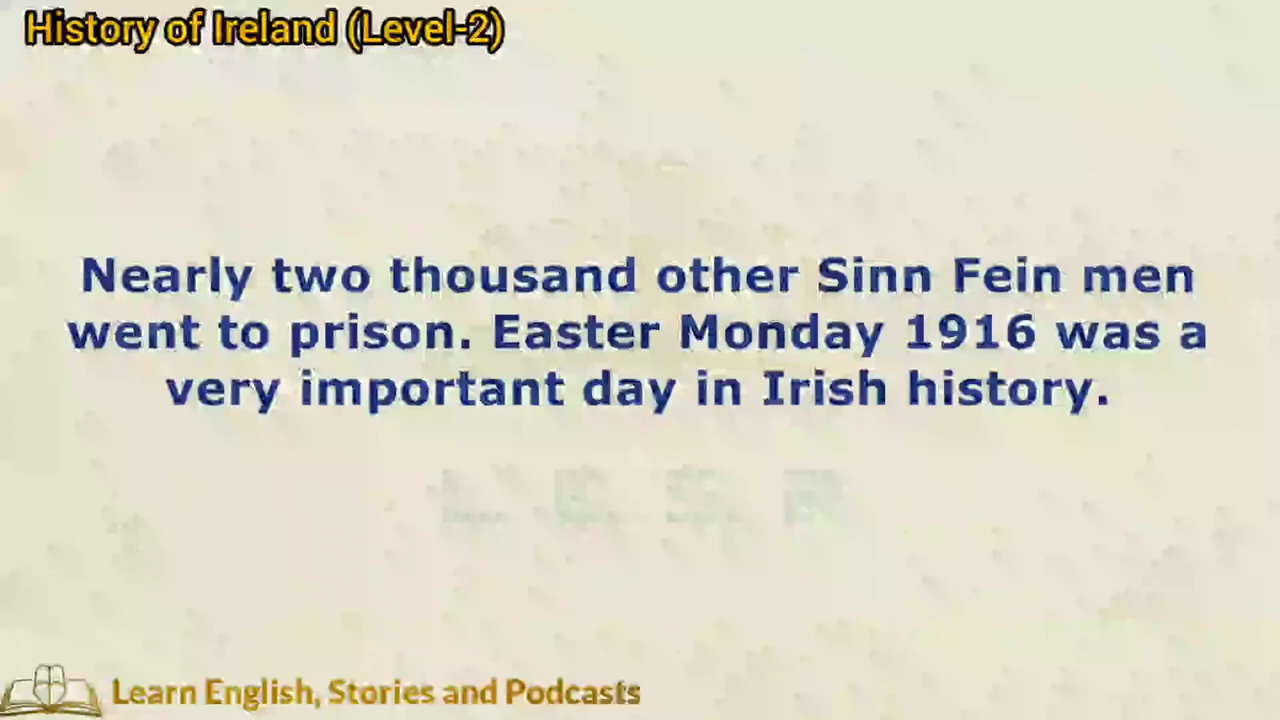 History of Ireland (Level-2)
Nearly two thousand other Sinn Fein men
went to prison. Easter Monday 1916 was a
very important day in Irish history.
L E S P
Learn English, Stories and Podcasts